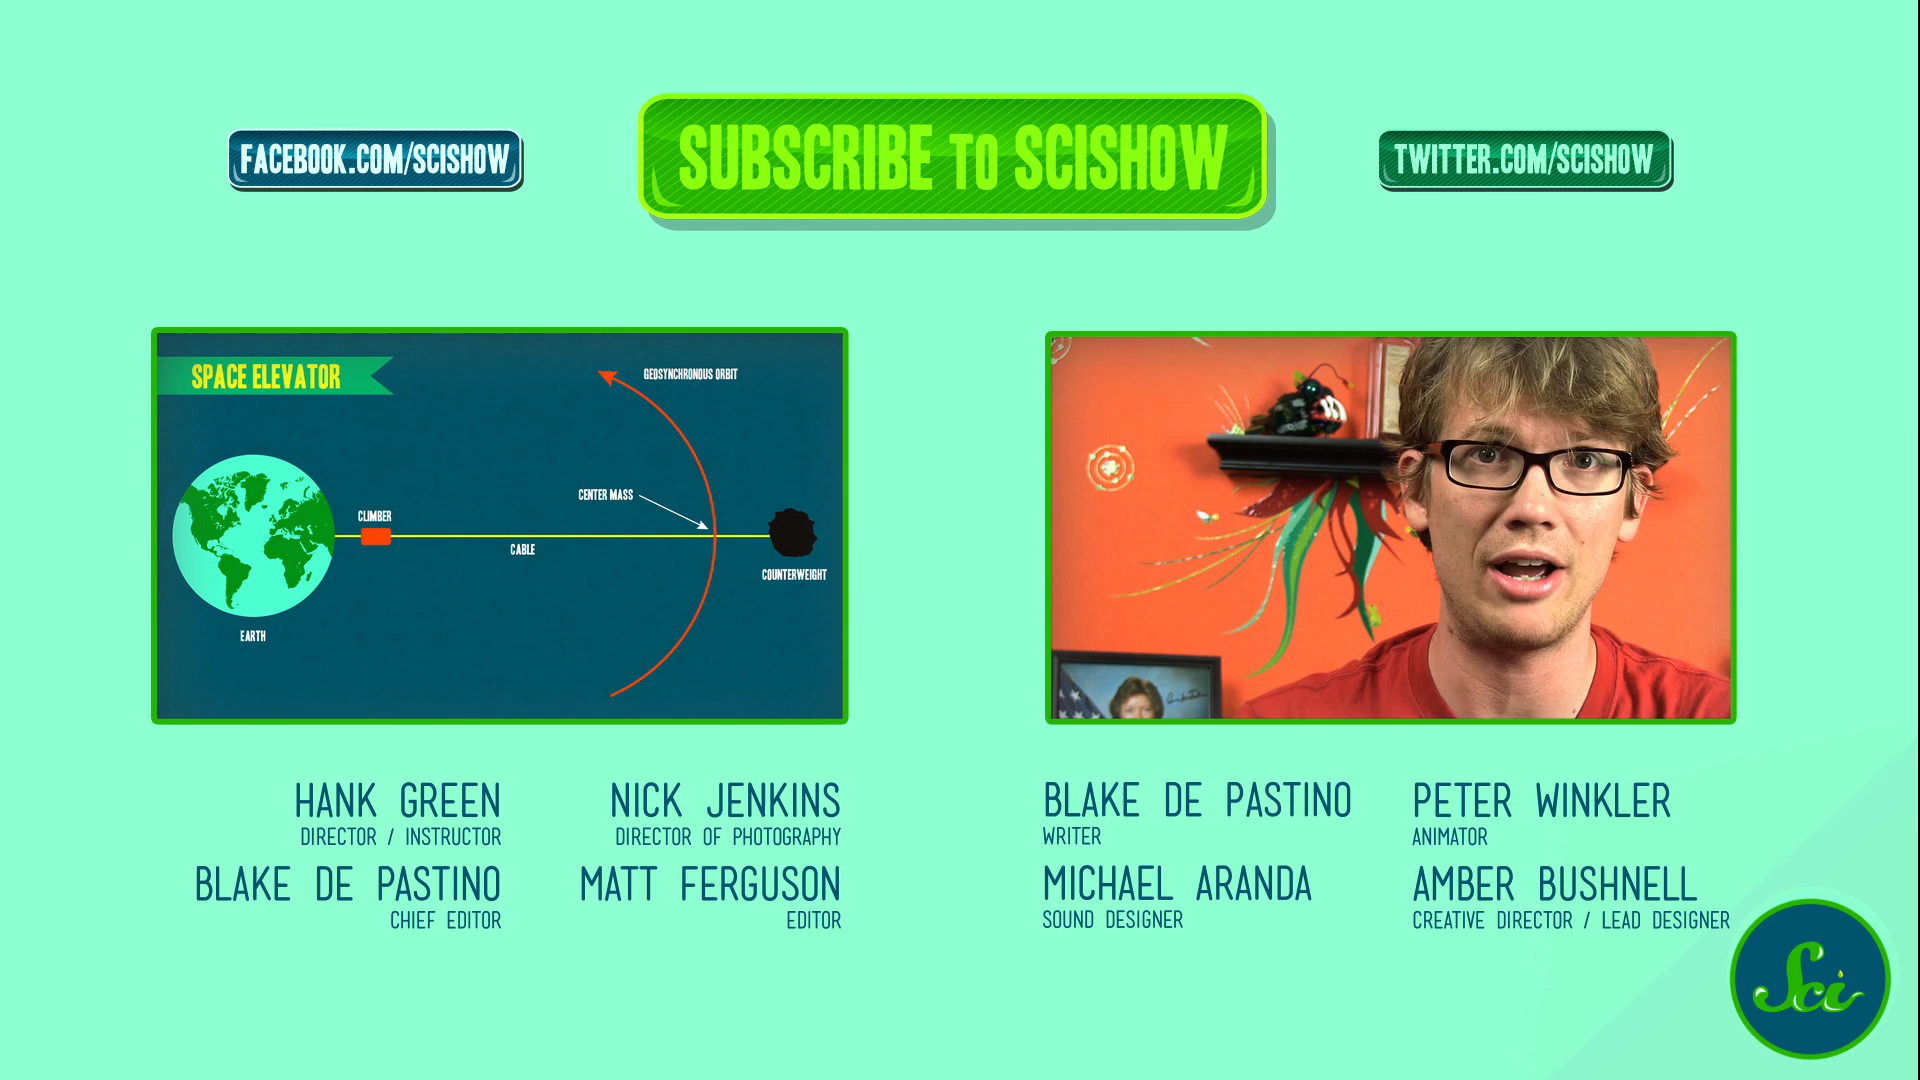 FACEBOOK.COM/SCISHOW
SUBSCRIBE TO SCISHOW
TWITTER.COM/SCISHOW
SPACE ELEVATOR
GEOSYNCHRONOUS ORBIT
CENTER MASS
CLIMBER
CABLE
COUNTERWEIGHT
EARTH
HANK GREEN
DIRECTOR / INSTRUCTOR
NICK JENKINS
DIRECTOR OF PHOTOGRAPHY
BLAKE DE PASTINO
CHIEF EDITOR
MATT FERGUSON
EDITOR
BLAKE DE PASTINO
WRITER
PETER WINKLER
ANIMATOR
MICHAEL ARANDA
SOUND DESIGNER
AMBER BUSHNELL
CREATIVE DIRECTOR / LEAD DESIGNER
Sci